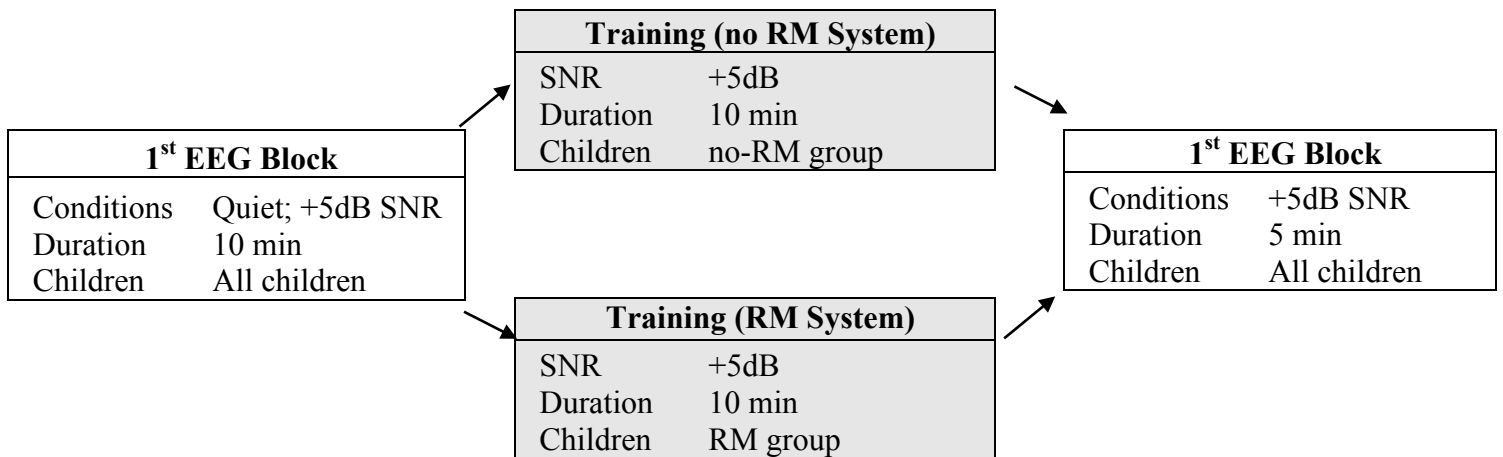 Training (no RM System)
SNR +5dB
Duration 10 min
Children no-RM group
1st EEG Block
Conditions Quiet; +5dB SNR
Duration 10 min
Children All children
Training (RM System)
SNR +5dB
Duration 10 min
Children RM group
1st EEG Block
Conditions +5dB SNR
Duration 5 min
Children All children